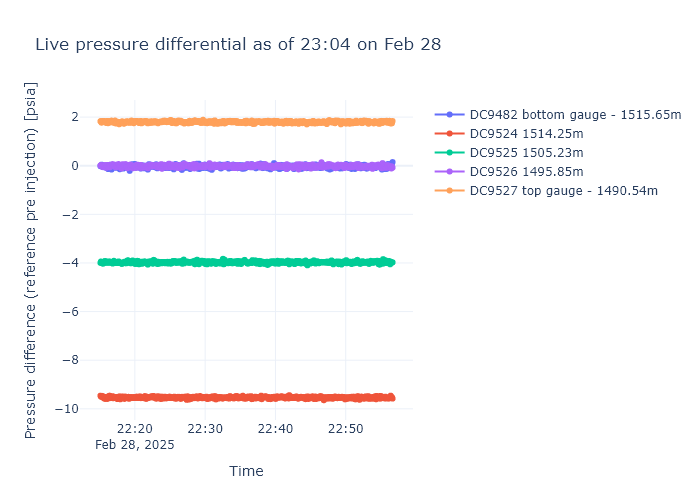 Live pressure differential as of 23:04 on Feb 28
Pressure difference (reference pre injection) [psia]
2
0
−2
−4
−6
−8
−10
22:20
22:30
22:40
22:50
Feb 28, 2025
Time
DC9482 bottom gauge - 1515.65m
DC9524 1514.25m
DC9525 1505.23m
DC9526 1495.85m
DC9527 top gauge - 1490.54m